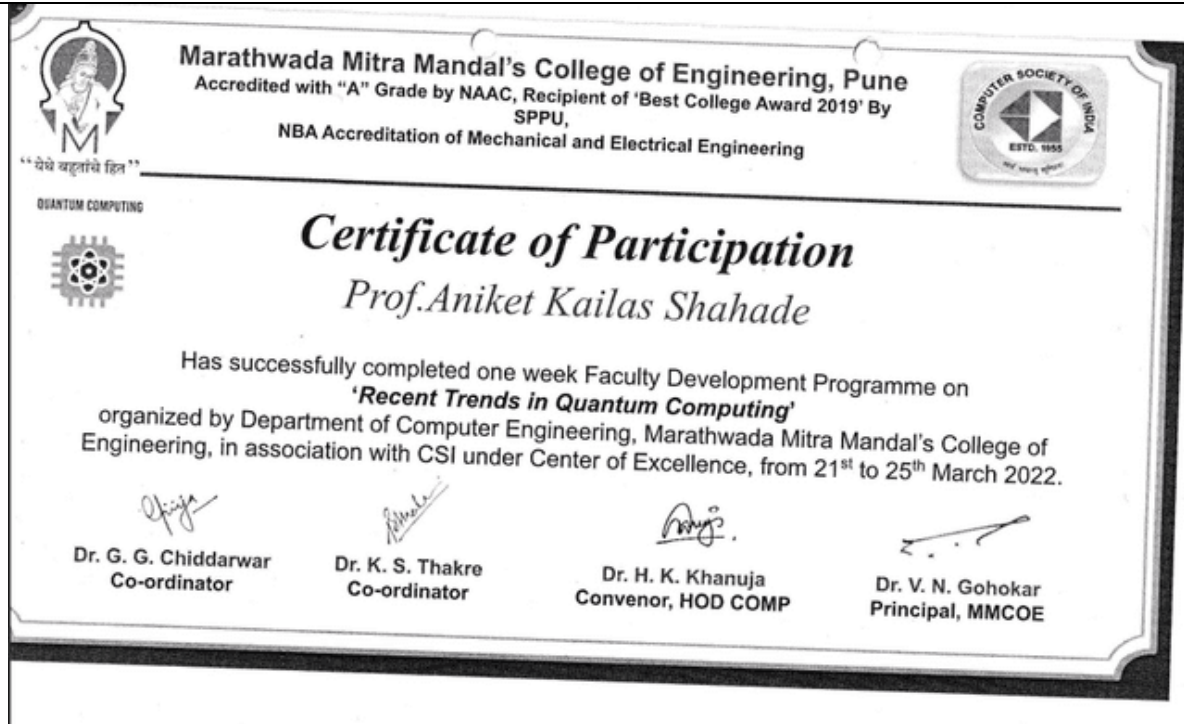 Marathwada Mitra Mandal's College of Engineering, Pune
Accredited with "A" Grade by NAAC, Recipient of 'Best College Award 2019' By
SPPU,
NBA Accreditation of Mechanical and Electrical Engineering
M
“येथे बहुतांचे हित”
COMPUTER SOCIETY OF INDIA
ESTD. 1955
QUANTUM COMPUTING
Certificate of Participation
Prof.Aniket Kailas Shahade
Has successfully completed one week Faculty Development Programme on
'Recent Trends in Quantum Computing'
organized by Department of Computer Engineering, Marathwada Mitra Mandal's College of
Engineering, in association with CSI under Center of Excellence, from 21st to 25th March 2022.
Dr. G. G. Chiddarwar
Co-ordinator
Dr. K. S. Thakre
Co-ordinator
Dr. H. K. Khanuja
Convenor, HOD COMP
Dr. V. N. Gohokar
Principal, MMCOE